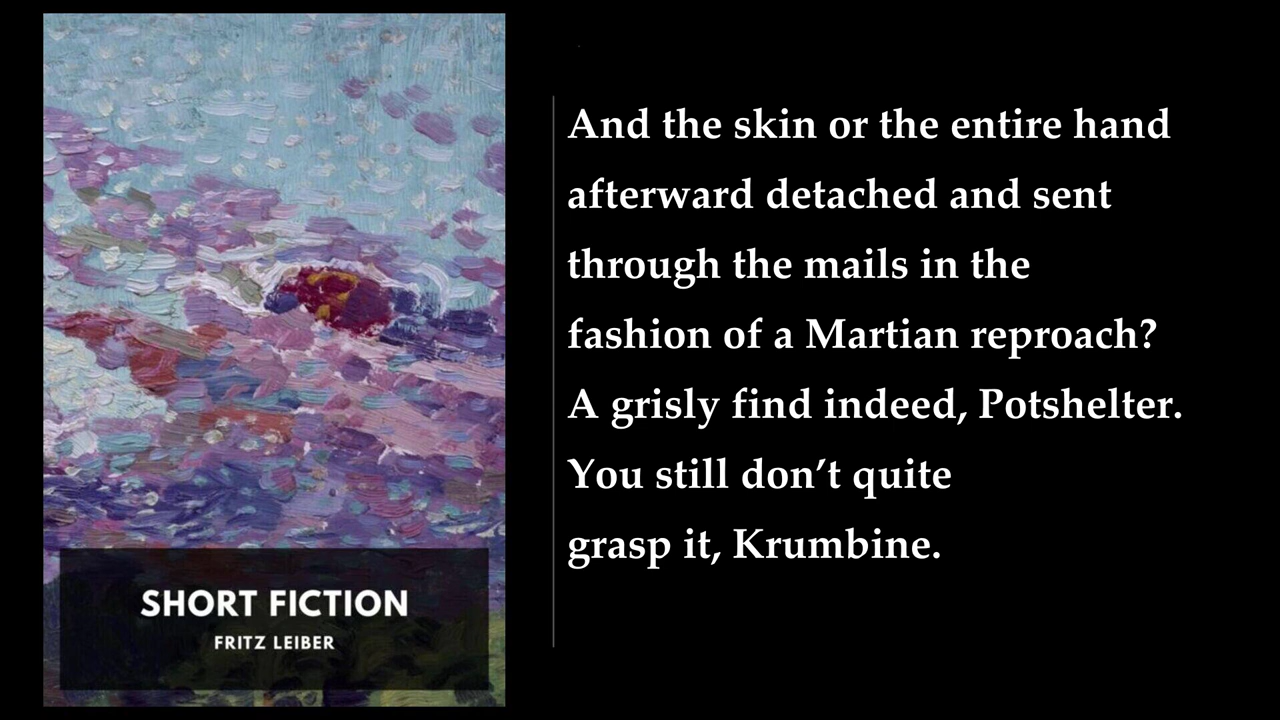 And the skin or the entire hand
afterward detached and sent
through the mails in the
fashion of a Martian reproach?
A grisly find indeed, Potshelter.
You still don’t quite
grasp it, Krumbine.
SHORT FICTION
FRITZ LEIBER